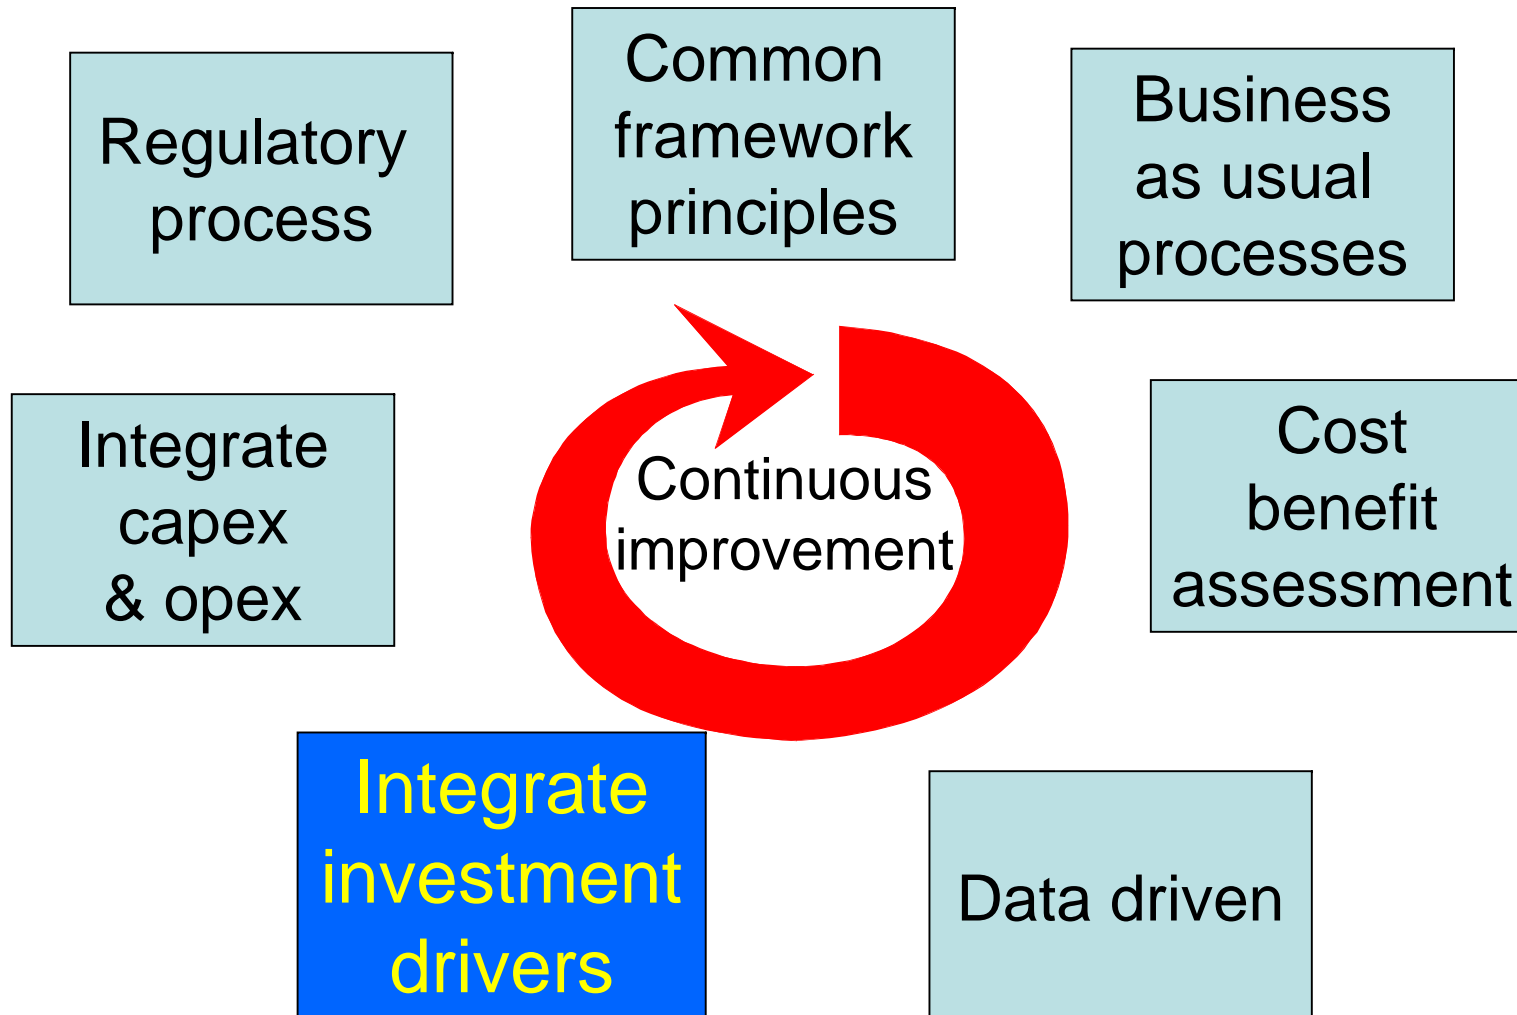 Regulatory
process
Common
framework
principles
Business
as usual
processes
Integrate
capex
& opex
Continuous
improvement
Cost
benefit
assessment
Integrate
investment
drivers
Data driven